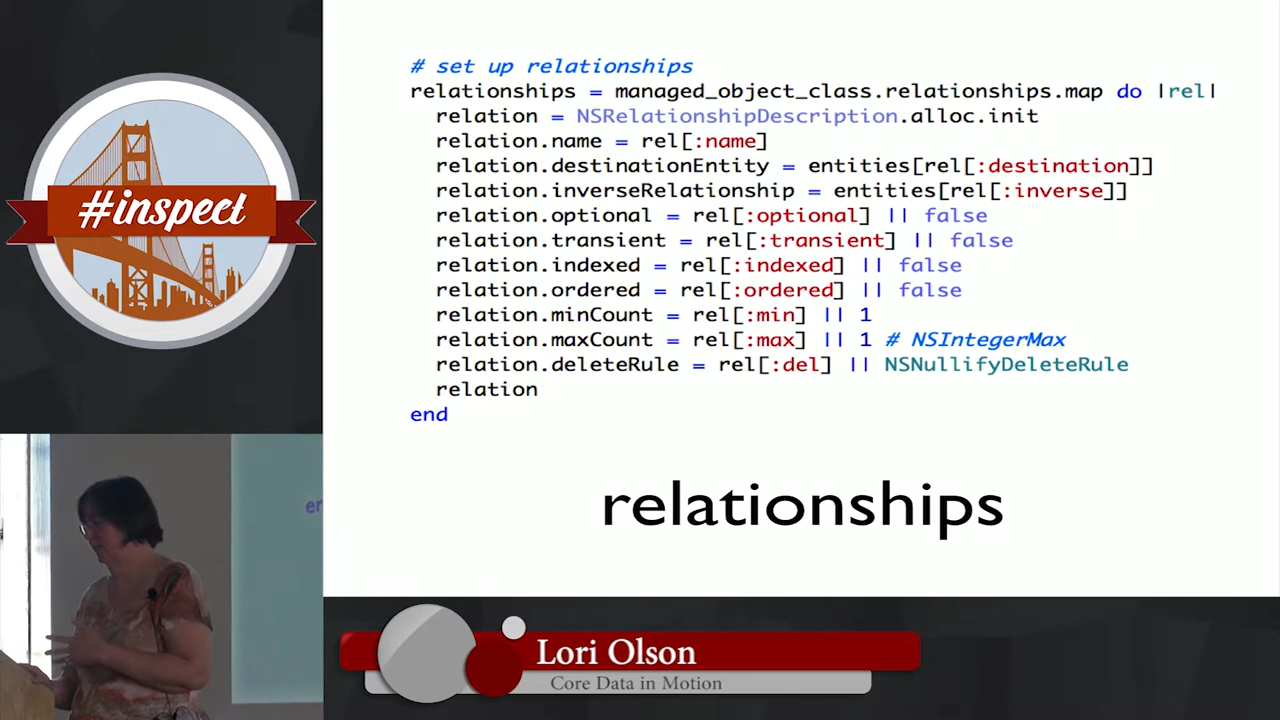 #inspect
# set up relationships
relationships = managed_object_class.relationships.map do |rel|
  relation = NSRelationshipDescription.alloc.init
  relation.name = rel[:name]
  relation.destinationEntity = entities[rel[:destination]]
  relation.inverseRelationship = entities[rel[:inverse]]
  relation.optional = rel[:optional] || false
  relation.transient = rel[:transient] || false
  relation.indexed = rel[:indexed] || false
  relation.ordered = rel[:ordered] || false
  relation.minCount = rel[:min] || 1
  relation.maxCount = rel[:max] || 1 # NSIntegerMax
  relation.deleteRule = rel[:del] || NSNullifyDeleteRule
  relation
end
relationships
Lori Olson
Core Data in Motion